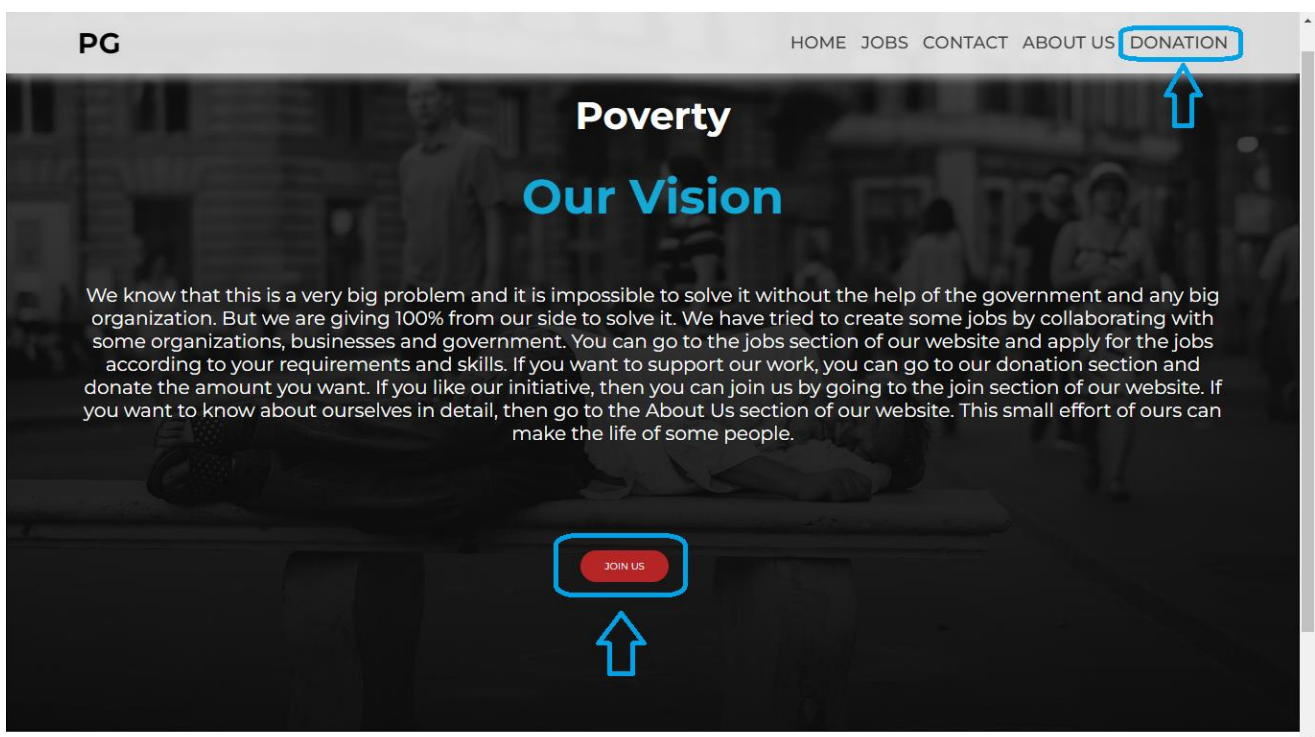 PG
HOME JOBS CONTACT ABOUT US DONATION
Poverty
Our Vision
We know that this is a very big problem and it is impossible to solve it without the help of the government and any big
organization. But we are giving 100% from our side to solve it. We have tried to create some jobs by collaborating with
some organizations, businesses and government. You can go to the jobs section of our website and apply for the jobs
according to your requirements and skills. If you want to support our work, you can go to our donation section and
donate the amount you want. If you like our initiative, then you can join us by going to the join section of our website. If
you want to know about ourselves in detail, then go to the About Us section of our website. This small effort of ours can
make the life of some people.
JOIN US